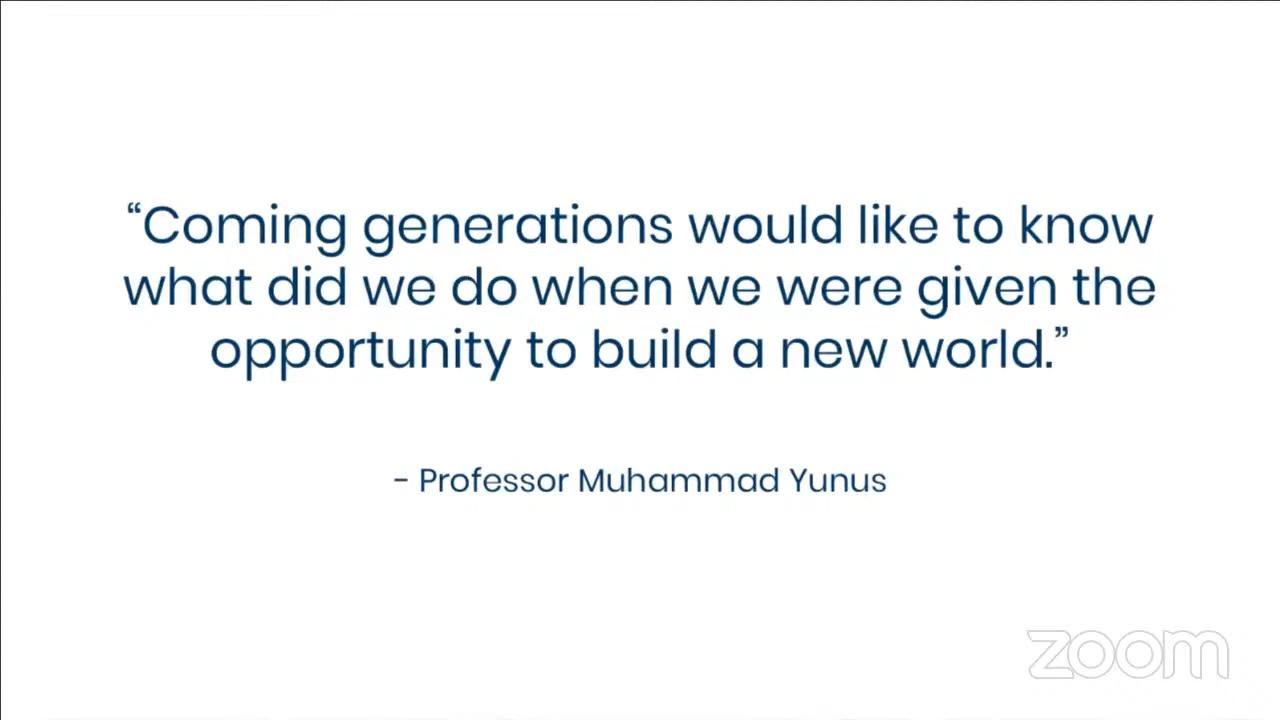 “Coming generations would like to know
what did we do when we were given the
opportunity to build a new world.”
- Professor Muhammad Yunus
zoom